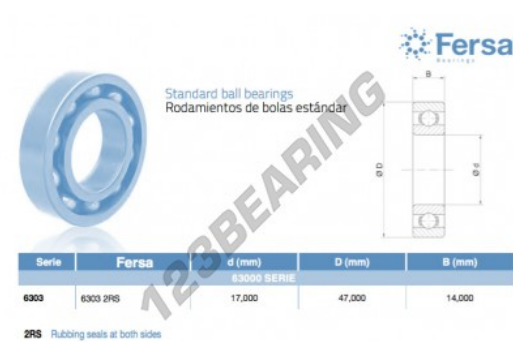 Fersa
Bearings
Standard ball bearings
Rodamientos de bolas estándar
B
Ø D
Ø d
123BEARING
Serie Fersa d (mm) D (mm) B (mm)
63000 SERIE
6303 6303 2RS 17,000 47,000 14,000
2RS Rubbing seals at both sides